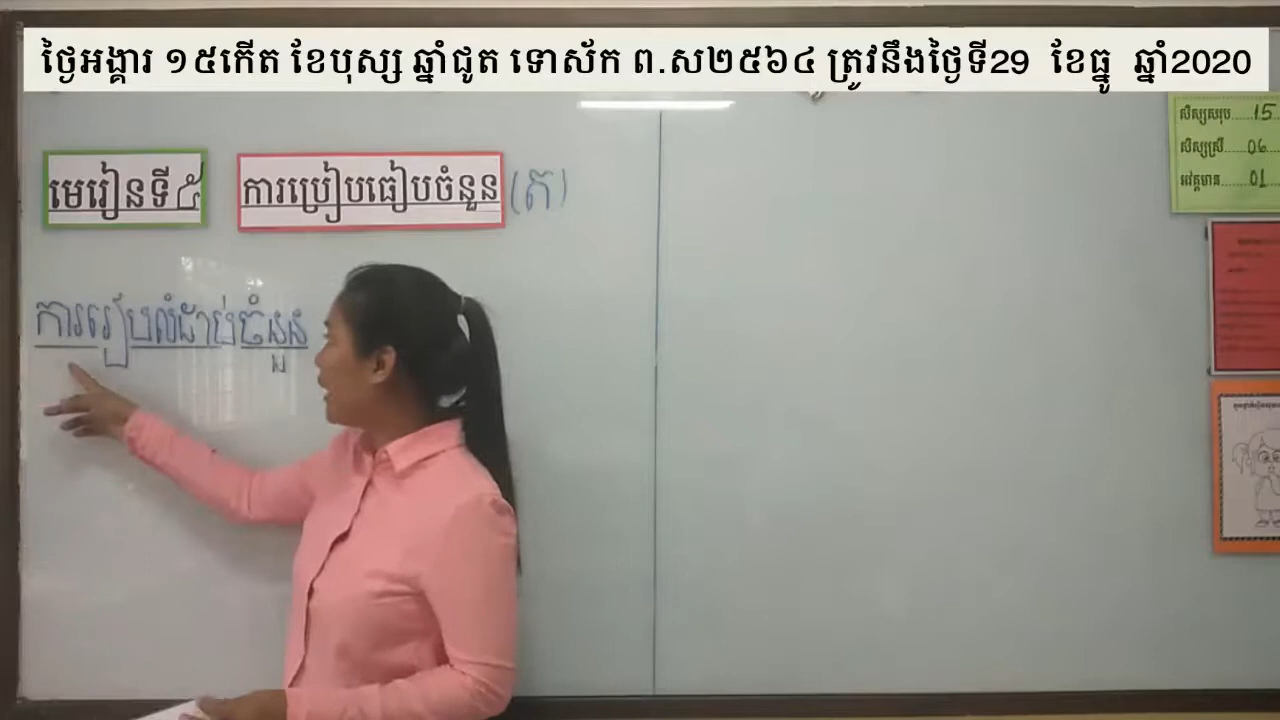 ថ្ងៃអង្គារ ១៥កើត ខែបុស្ស ឆ្នាំជូត ទោស័ក ព.ស២៥៦៤ ត្រូវនឹងថ្ងៃទី29 ខែធ្នូ ឆ្នាំ2020
សិស្សសរុប......15
សិស្សស្រី......06
អវត្តមាន......01
មេរៀនទី៥ ការប្រៀបធៀបចំនួន (ត)
ការរៀបលំដាប់ចំនួន